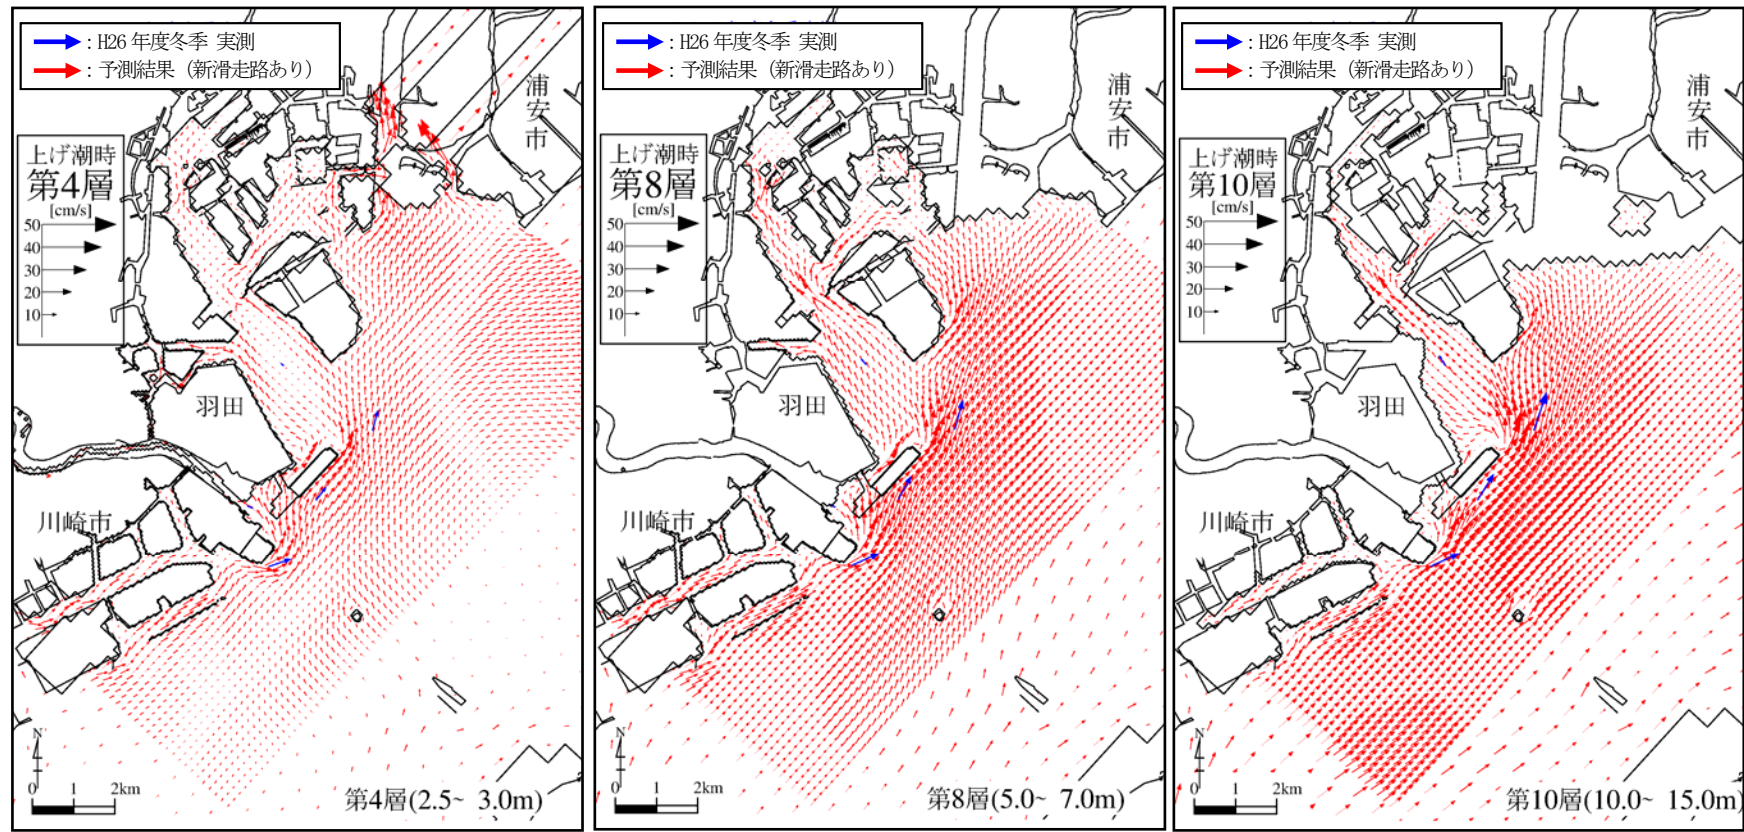 : H26 年度冬季 実測
: 予測結果（新滑走路あり）
浦安市
上げ潮時
第4層
[cm/s]
50
40
30
20
10
羽田
川崎市
N
0 1 2km
第4層(2.5~ 3.0m)
: H26 年度冬季 実測
: 予測結果（新滑走路あり）
浦安市
上げ潮時
第8層
[cm/s]
50
40
30
20
10
羽田
川崎市
N
0 1 2km
第8層(5.0~ 7.0m)
: H26 年度冬季 実測
: 予測結果（新滑走路あり）
浦安市
上げ潮時
第10層
[cm/s]
50
40
30
20
10
羽田
川崎市
N
0 1 2km
第10層(10.0~ 15.0m)